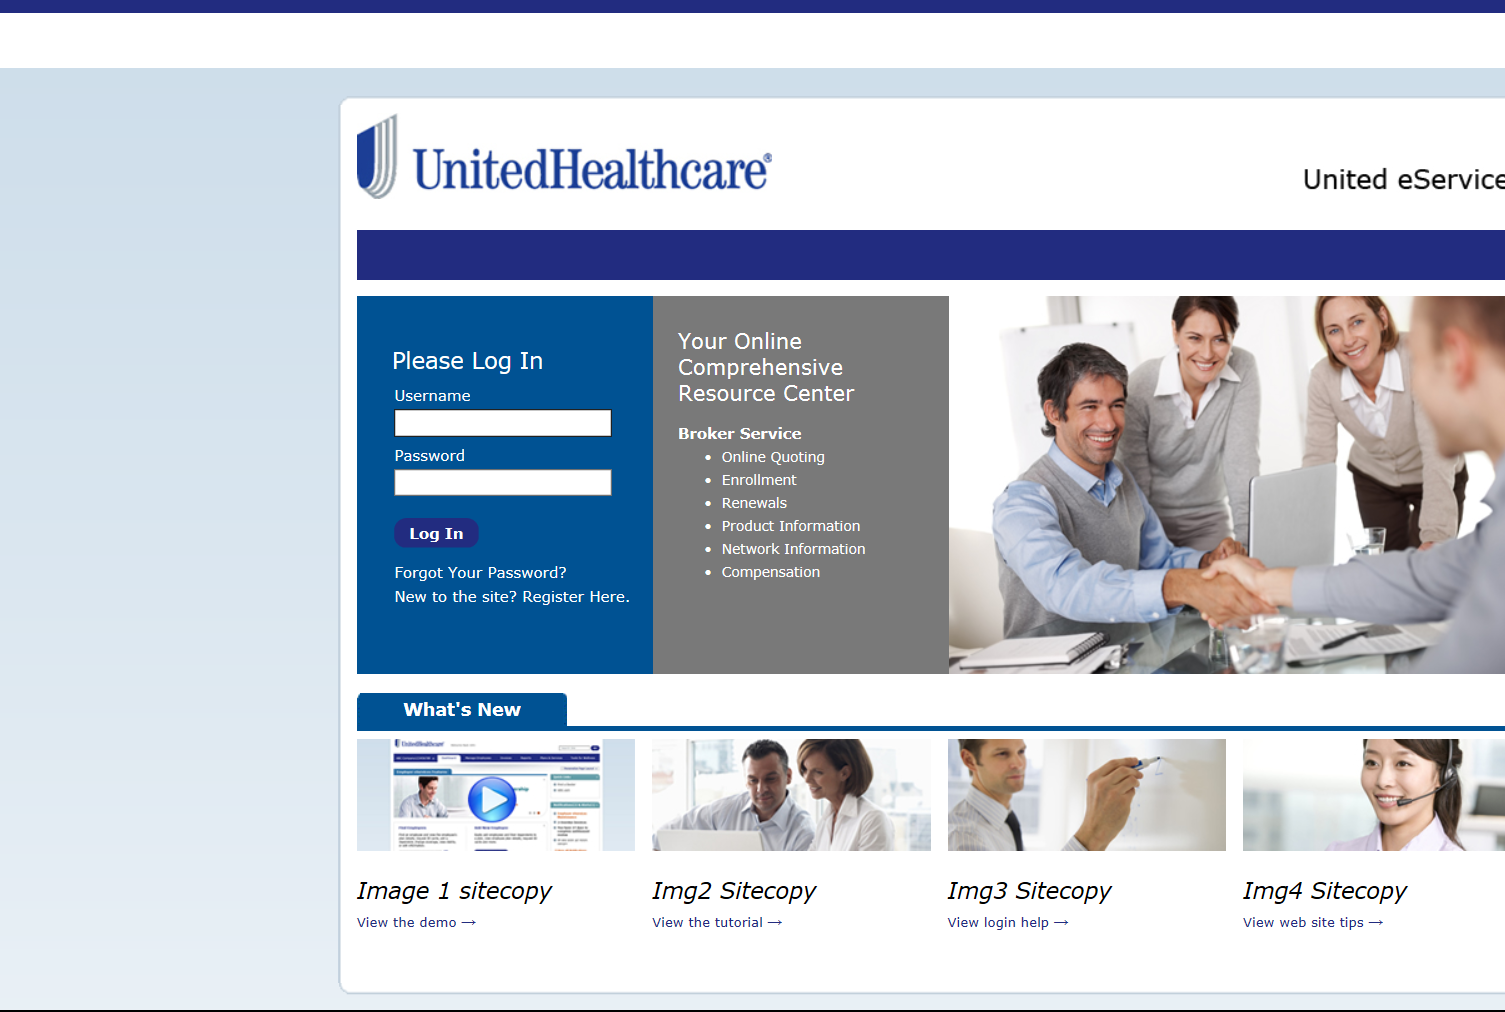 UnitedHealthcare®
United eService
Please Log In
Username
Password
Log In
Forgot Your Password?
New to the site? Register Here.
Your Online
Comprehensive
Resource Center
Broker Service
• Online Quoting
• Enrollment
• Renewals
• Product Information
• Network Information
• Compensation
What's New
UnitedHealthcare
Image 1 sitecopy
View the demo →
Img2 Sitecopy
View the tutorial →
Img3 Sitecopy
View login help →
Img4 Sitecopy
View web site tips →